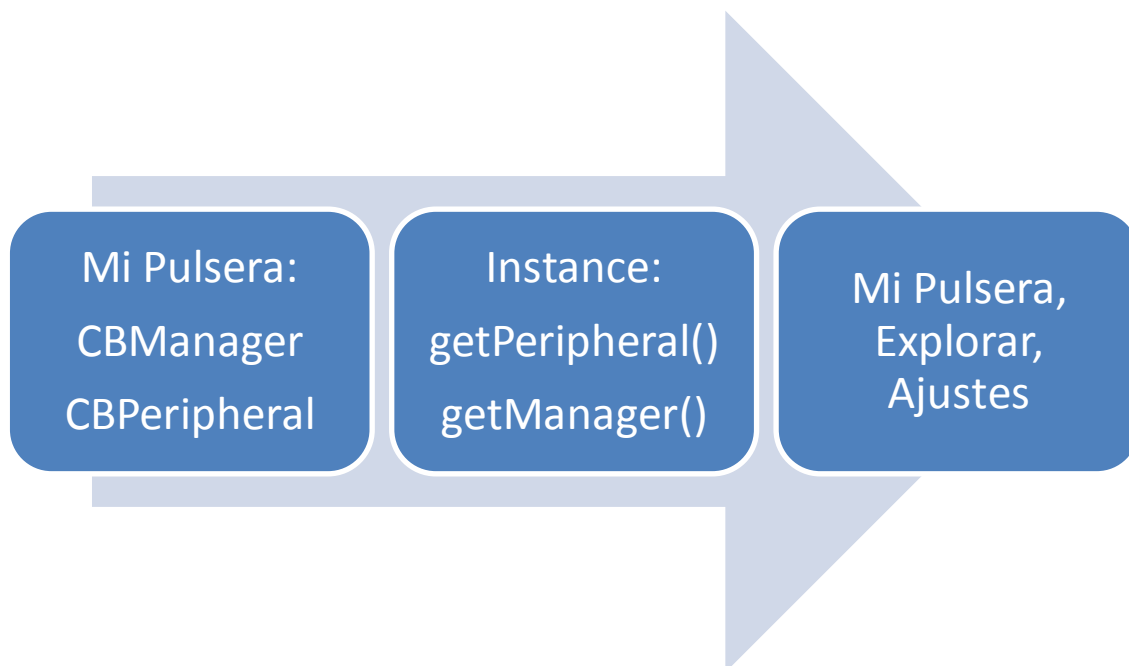 Mi Pulsera:
CBManager
CBPeripheral
Instance:
getPeripheral()
getManager()
Mi Pulsera,
Explorar,
Ajustes